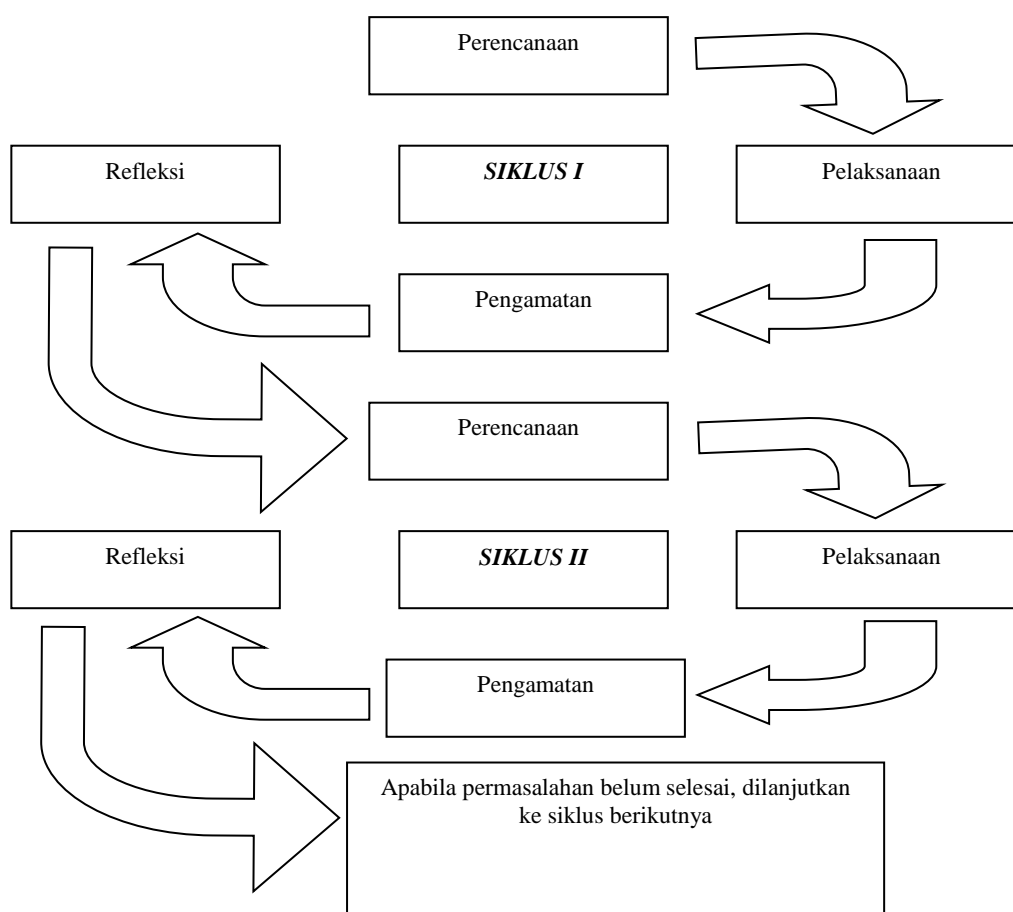 Perencanaan
Refleksi
SIKLUS I
Pelaksanaan
Pengamatan
Perencanaan
Refleksi
SIKLUS II
Pelaksanaan
Pengamatan
Apabila permasalahan belum selesai, dilanjutkan
ke siklus berikutnya